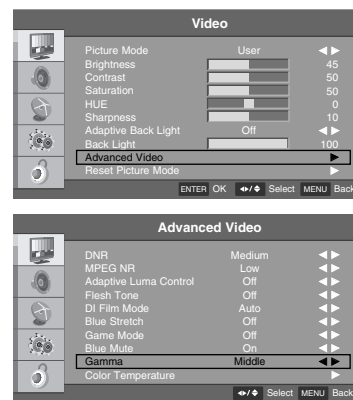 Video
Picture Mode User
Brightness 45
Contrast 50
Saturation 50
HUE 0
Sharpness 10
Adaptive Back Light Off
Back Light 100
Advanced Video
Reset Picture Mode
ENTER OK Select MENU Back
Advanced Video
DNR Medium
MPEG NR Low
Adaptive Luma Control Off
Flesh Tone Off
DI Film Mode Auto
Blue Stretch Off
Game Mode Off
Blue Mute On
Gamma Middle
Color Temperature
Select MENU Back